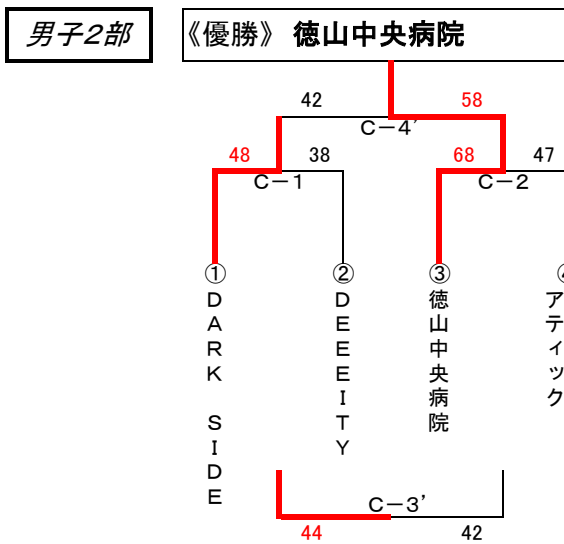 男子2部
《優勝》 徳山中央病院
42 58
C-4’
48 38 68 47
C-1 C-2
① ② ③
DARK SIDE
DEEEITY
徳山中央病院
アティック
C-3’
44 42